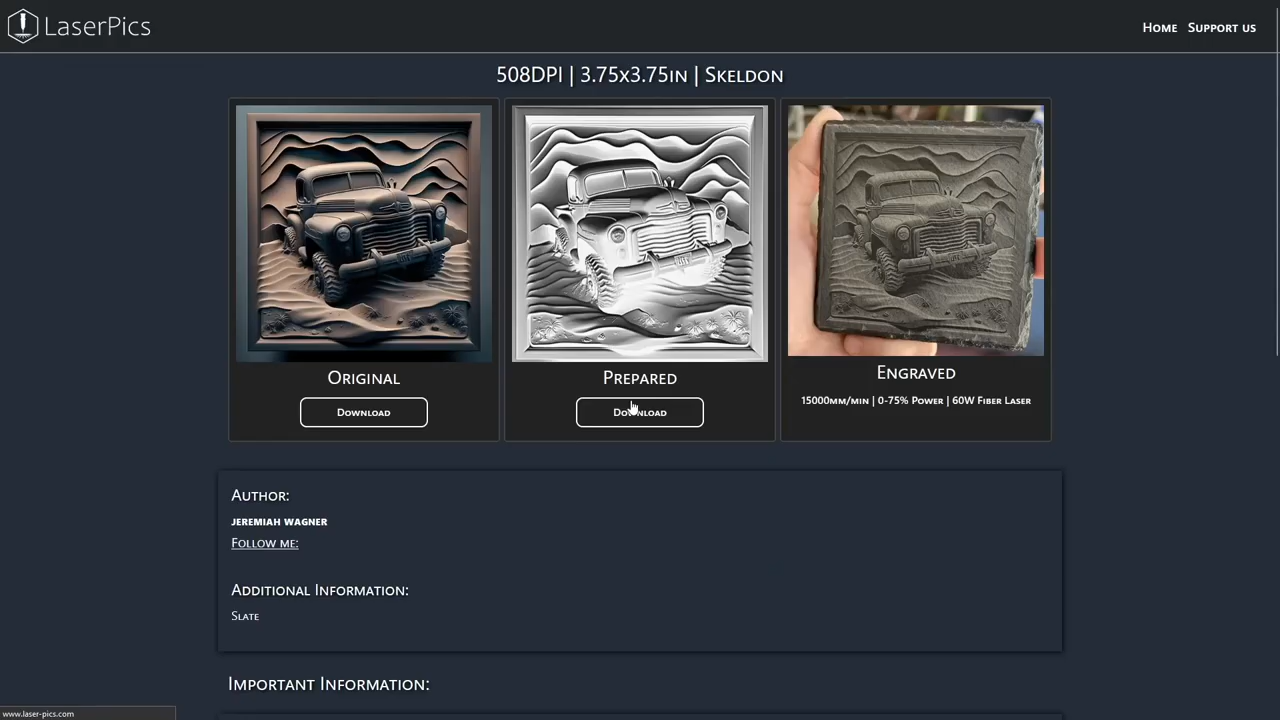 LaserPics
Home Support us
508DPI | 3.75x3.75in | Skeldon
Original
Download
Prepared
Download
Engraved
15000mm/min | 0-75% Power | 60W Fiber Laser
Author:
jeremiah wagner
Follow me:
Additional Information:
Slate
Important Information:
www.laser-pics.com